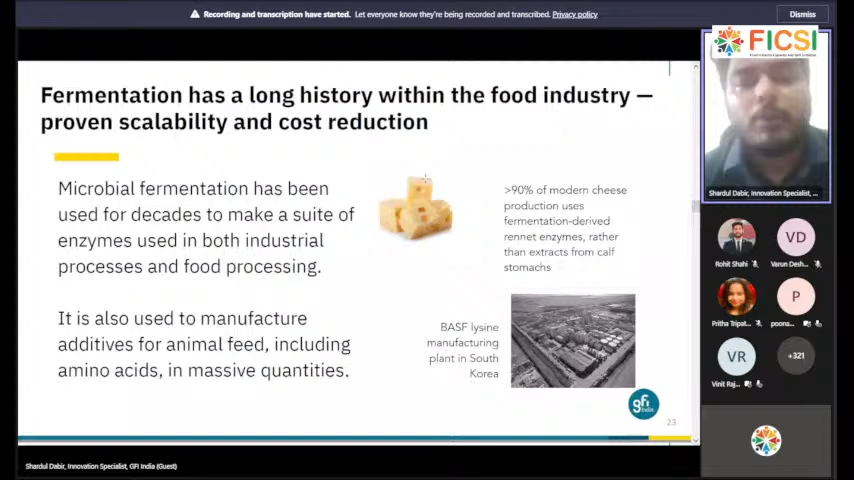 Recording and transcription have started. Let everyone know they're being recorded and transcribed. Privacy policy
Dismiss
FICSI
Fermentation has a long history within the food industry —
proven scalability and cost reduction
Microbial fermentation has been
used for decades to make a suite of
enzymes used in both industrial
processes and food processing.
It is also used to manufacture
additives for animal feed, including
amino acids, in massive quantities.
>90% of modern cheese
production uses
fermentation-derived
rennet enzymes, rather
than extracts from calf
stomachs
BASF lysine
manufacturing
plant in South
Korea
gfi
India
23
Shardul Dabir, Innovation Specialist, ...
Rohit Shahi
VD
Varun Desh...
Pritha Tripat...
P
poona...
VR
Vinit Raj...
+321
Shardul Dabir, Innovation Specialist, GFI India (Guest)